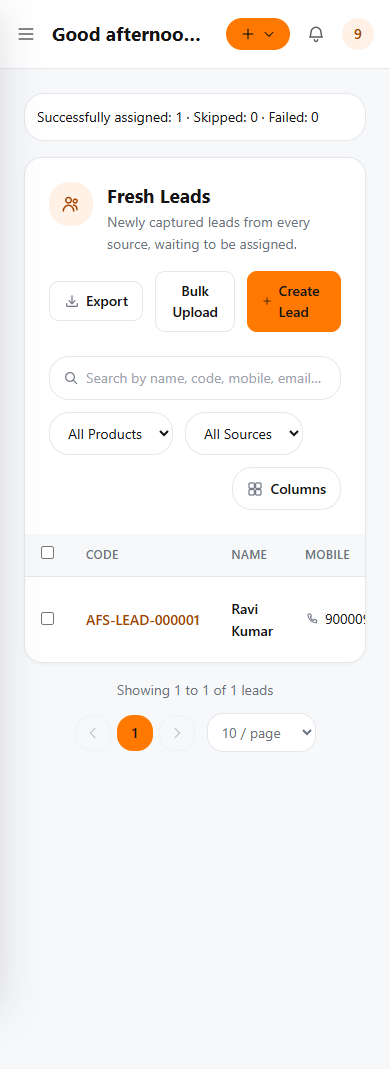 Good afternoo...
9
Successfully assigned: 1 · Skipped: 0 · Failed: 0
Fresh Leads
Newly captured leads from every
source, waiting to be assigned.
Export
Bulk
Upload
+ Create
Lead
Search by name, code, mobile, email...
All Products
All Sources
Columns
CODE NAME MOBILE
AFS-LEAD-000001
Ravi
Kumar
90000
Showing 1 to 1 of 1 leads
1
10 / page